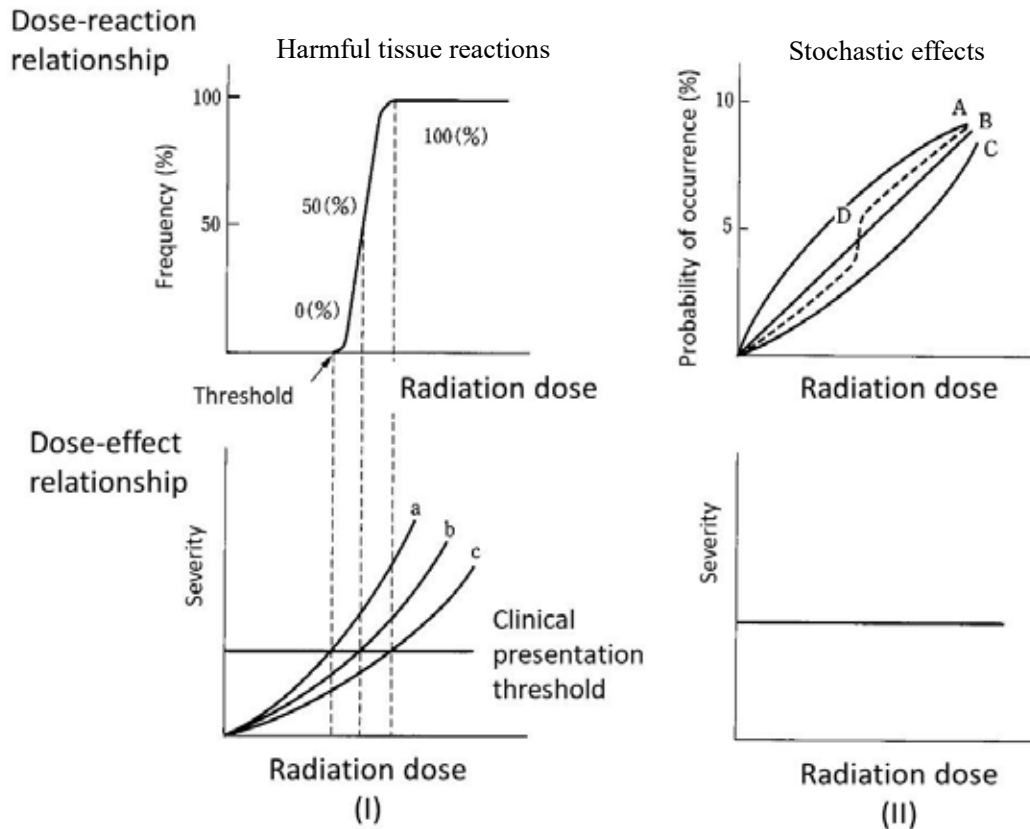 Dose-reaction
relationship
Harmful tissue reactions
Stochastic effects
Frequency (%)
100
50
100(%)
50(%)
0(%)
Threshold
Radiation dose
Probability of occurrence (%)
10
5
A
B
C
D
Radiation dose
Dose-effect
relationship
Severity
a
b
c
Clinical
presentation
threshold
Radiation dose
(I)
Severity
Radiation dose
(II)